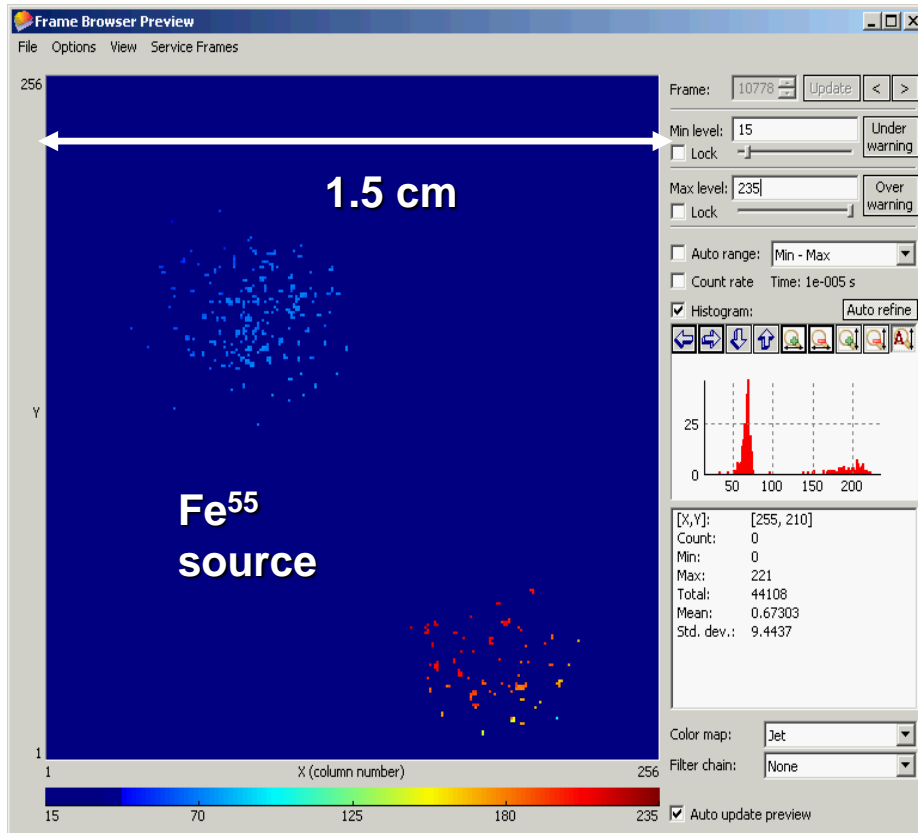 Frame Browser Preview
File Options View Service Frames
256
1.5 cm
Y
Fe55
source
1
1 X (column number) 256
15 70 125 180 235
Frame: 10778 Update < >
Min level: 15 Under
warning
Lock
Max level: 235 Over
warning
Lock
Auto range: Min - Max
Count rate Time: 1e-005 s
Histogram: Auto refine
A
25
0
50 100 150 200
[X,Y]: [255, 210]
Count: 0
Min: 0
Max: 221
Total: 44108
Mean: 0.67303
Std. dev.: 9.4437
Color map: Jet
Filter chain: None
Auto update preview